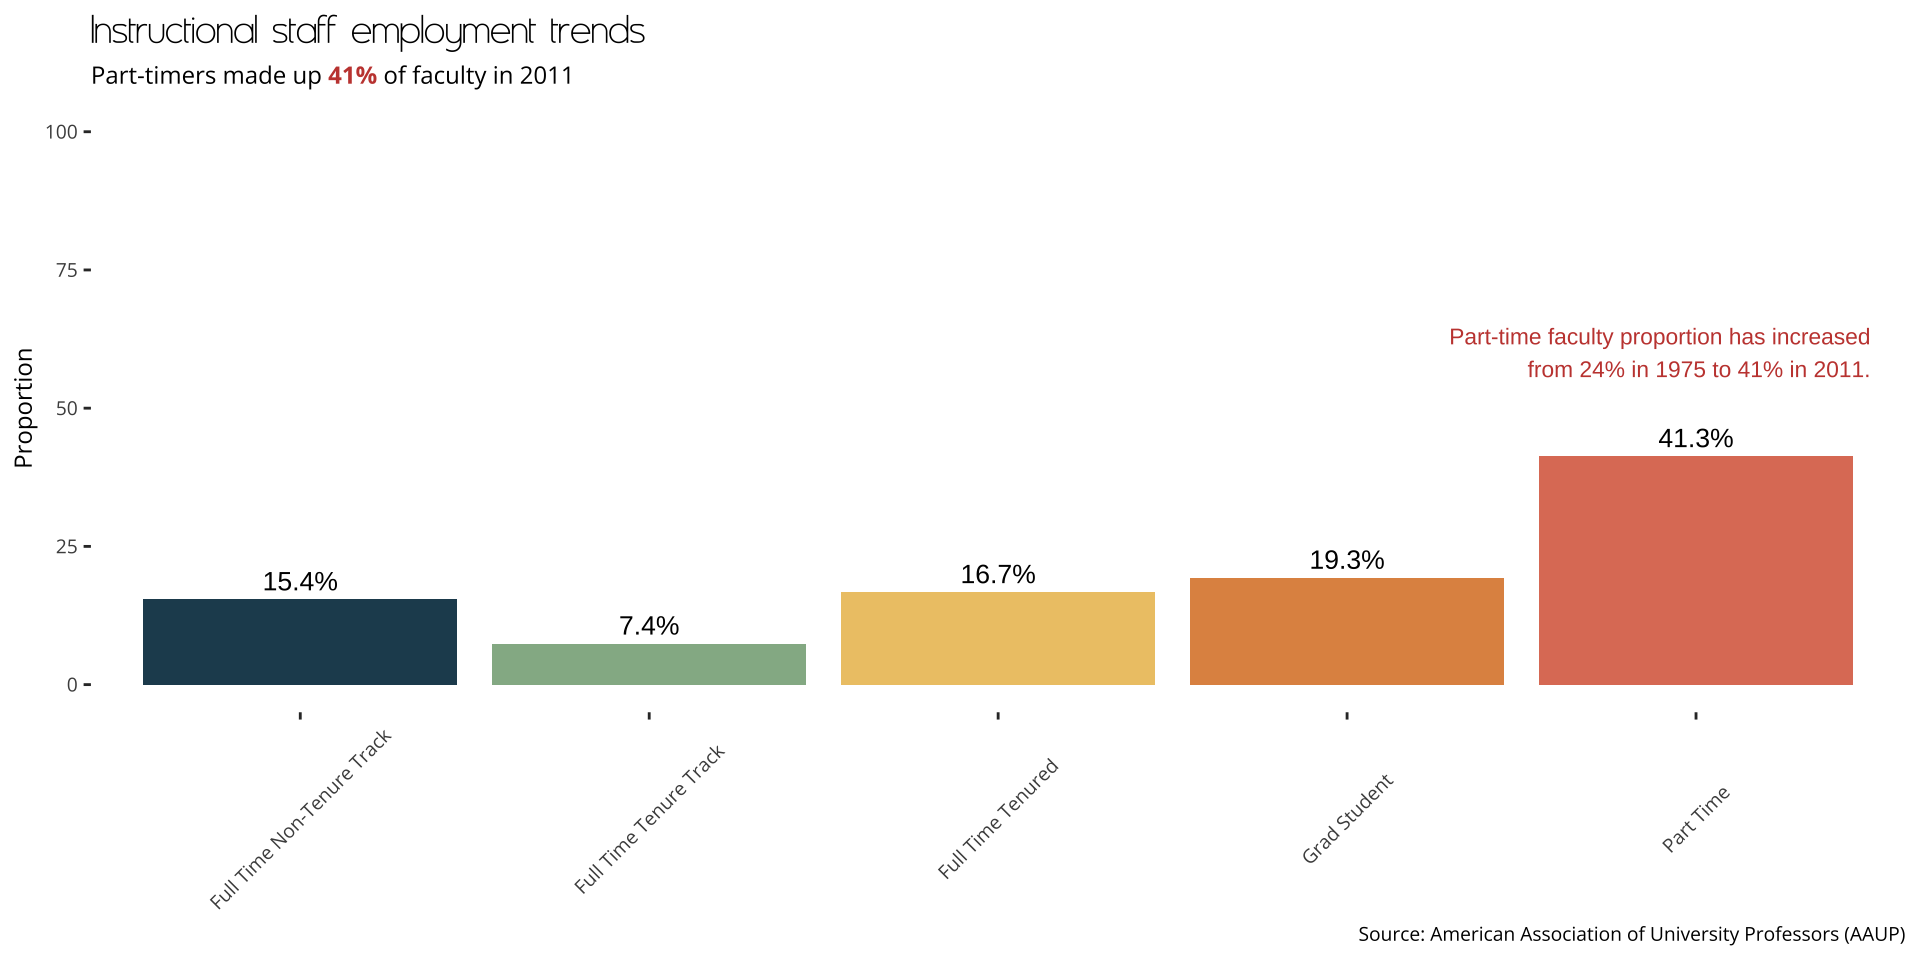 Instructional staff employment trends
Part-timers made up 41% of faculty in 2011
Proportion
100
75
50
25
0
Part-time faculty proportion has increased
from 24% in 1975 to 41% in 2011.
15.4%
7.4%
16.7%
19.3%
41.3%
Full Time Non-Tenure Track
Full Time Tenure Track
Full Time Tenured
Grad Student
Part Time
Source: American Association of University Professors (AAUP)